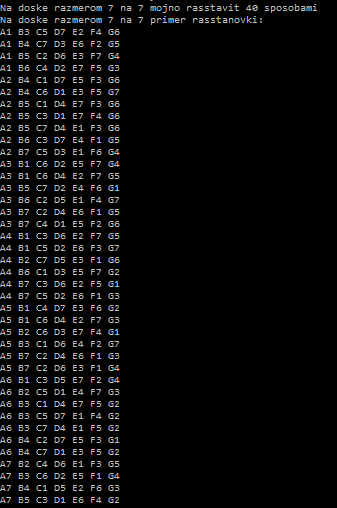 Na doske razmerom 7 na 7 mojno rasstavit 40 sposobami
Na doske razmerom 7 na 7 primer rasstanovki:
A1 B3 C5 D7 E2 F4 G6
A1 B4 C7 D3 E6 F2 G5
A1 B5 C2 D6 E3 F7 G4
A1 B6 C4 D2 E7 F5 G3
A2 B4 C1 D7 E5 F3 G6
A2 B4 C6 D1 E3 F5 G7
A2 B5 C1 D4 E7 F3 G6
A2 B5 C3 D1 E7 F4 G6
A2 B5 C7 D4 E1 F3 G6
A2 B6 C3 D7 E4 F1 G5
A2 B7 C5 D3 E1 F6 G4
A3 B1 C6 D2 E5 F7 G4
A3 B1 C6 D4 E2 F7 G5
A3 B5 C7 D2 E4 F6 G1
A3 B6 C2 D5 E1 F4 G7
A3 B7 C2 D4 E6 F1 G5
A3 B7 C4 D1 E5 F2 G6
A4 B1 C3 D6 E2 F7 G5
A4 B1 C5 D2 E6 F3 G7
A4 B2 C7 D5 E3 F1 G6
A4 B6 C1 D3 E5 F7 G2
A4 B7 C3 D6 E2 F5 G1
A4 B7 C5 D2 E6 F1 G3
A5 B1 C4 D7 E3 F6 G2
A5 B1 C6 D4 E2 F7 G3
A5 B2 C6 D3 E7 F4 G1
A5 B3 C1 D6 E4 F2 G7
A5 B7 C2 D4 E6 F1 G3
A5 B7 C2 D6 E3 F1 G4
A6 B1 C3 D5 E7 F2 G4
A6 B2 C5 D1 E4 F7 G3
A6 B3 C1 D4 E7 F5 G2
A6 B3 C5 D7 E1 F4 G2
A6 B3 C7 D4 E1 F5 G2
A6 B4 C2 D7 E5 F3 G1
A6 B4 C7 D1 E3 F5 G2
A7 B2 C4 D6 E1 F3 G5
A7 B3 C6 D2 E5 F1 G4
A7 B4 C1 D5 E2 F6 G3
A7 B5 C3 D1 E6 F4 G2